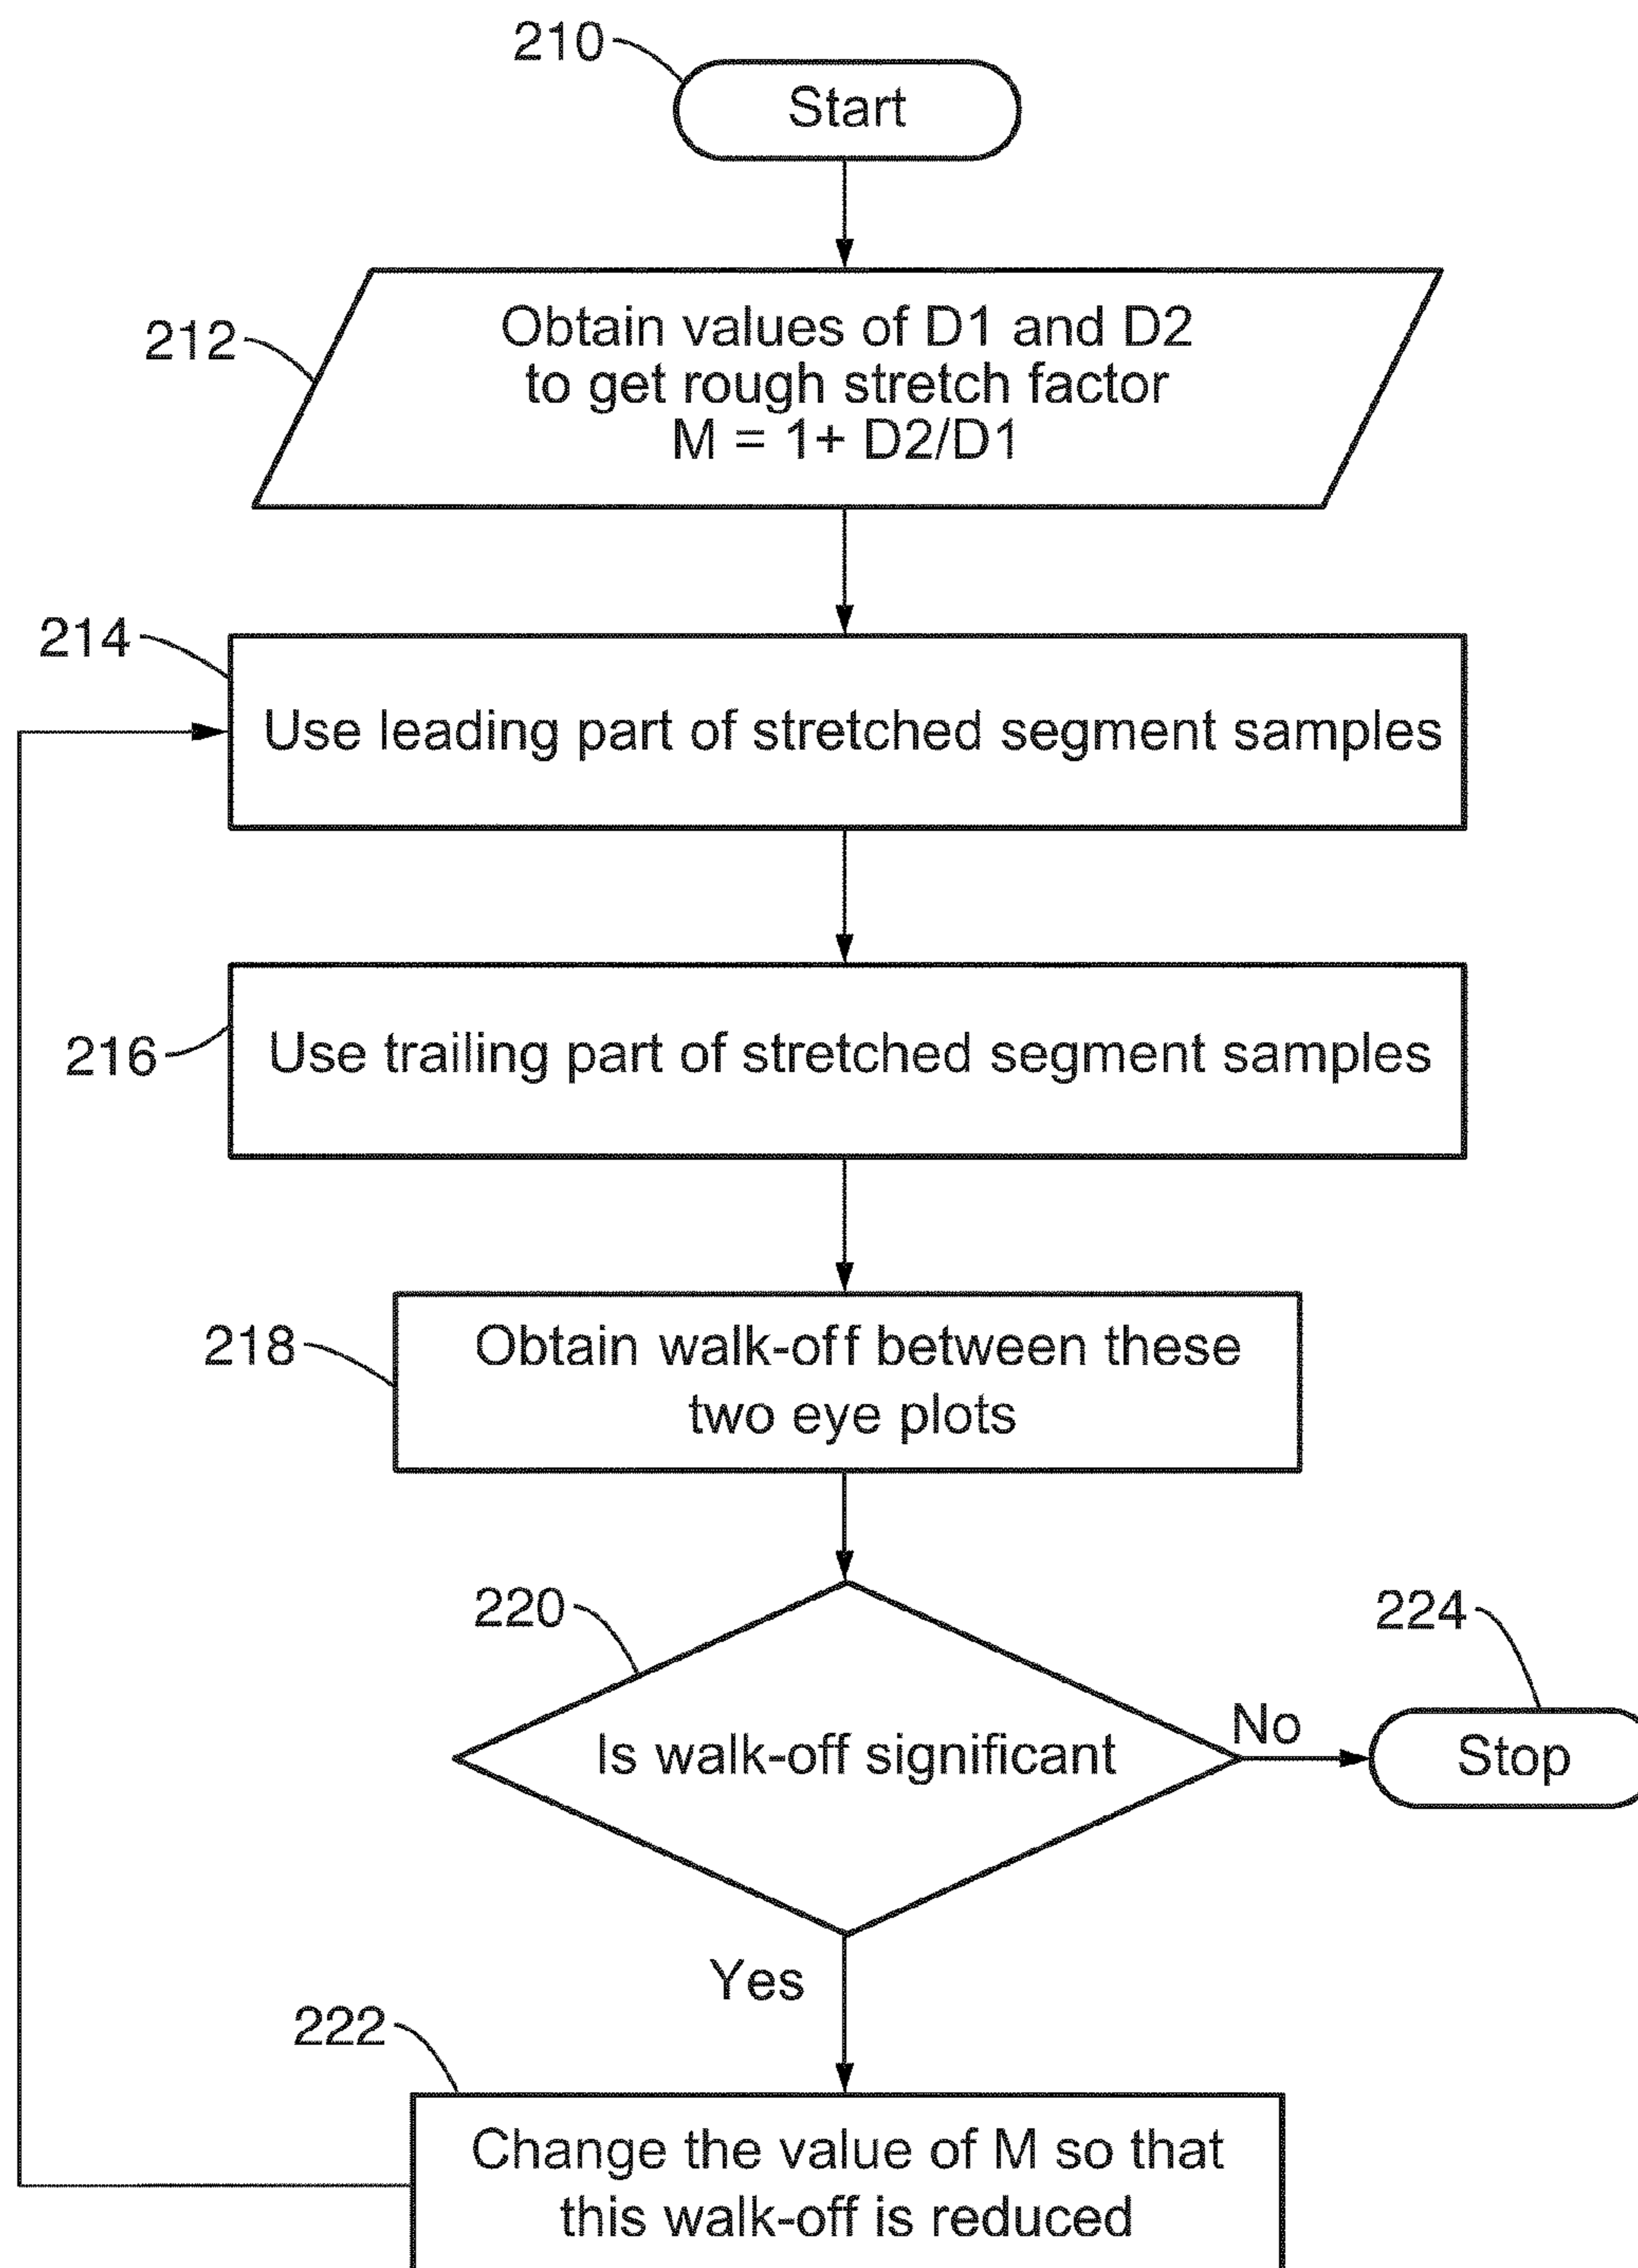 210
Start
212
Obtain values of D1 and D2
to get rough stretch factor
M = 1+ D2/D1
214
Use leading part of stretched segment samples
216
Use trailing part of stretched segment samples
218
Obtain walk-off between these
two eye plots
220
Is walk-off significant
No
224
Stop
Yes
222
Change the value of M so that
this walk-off is reduced